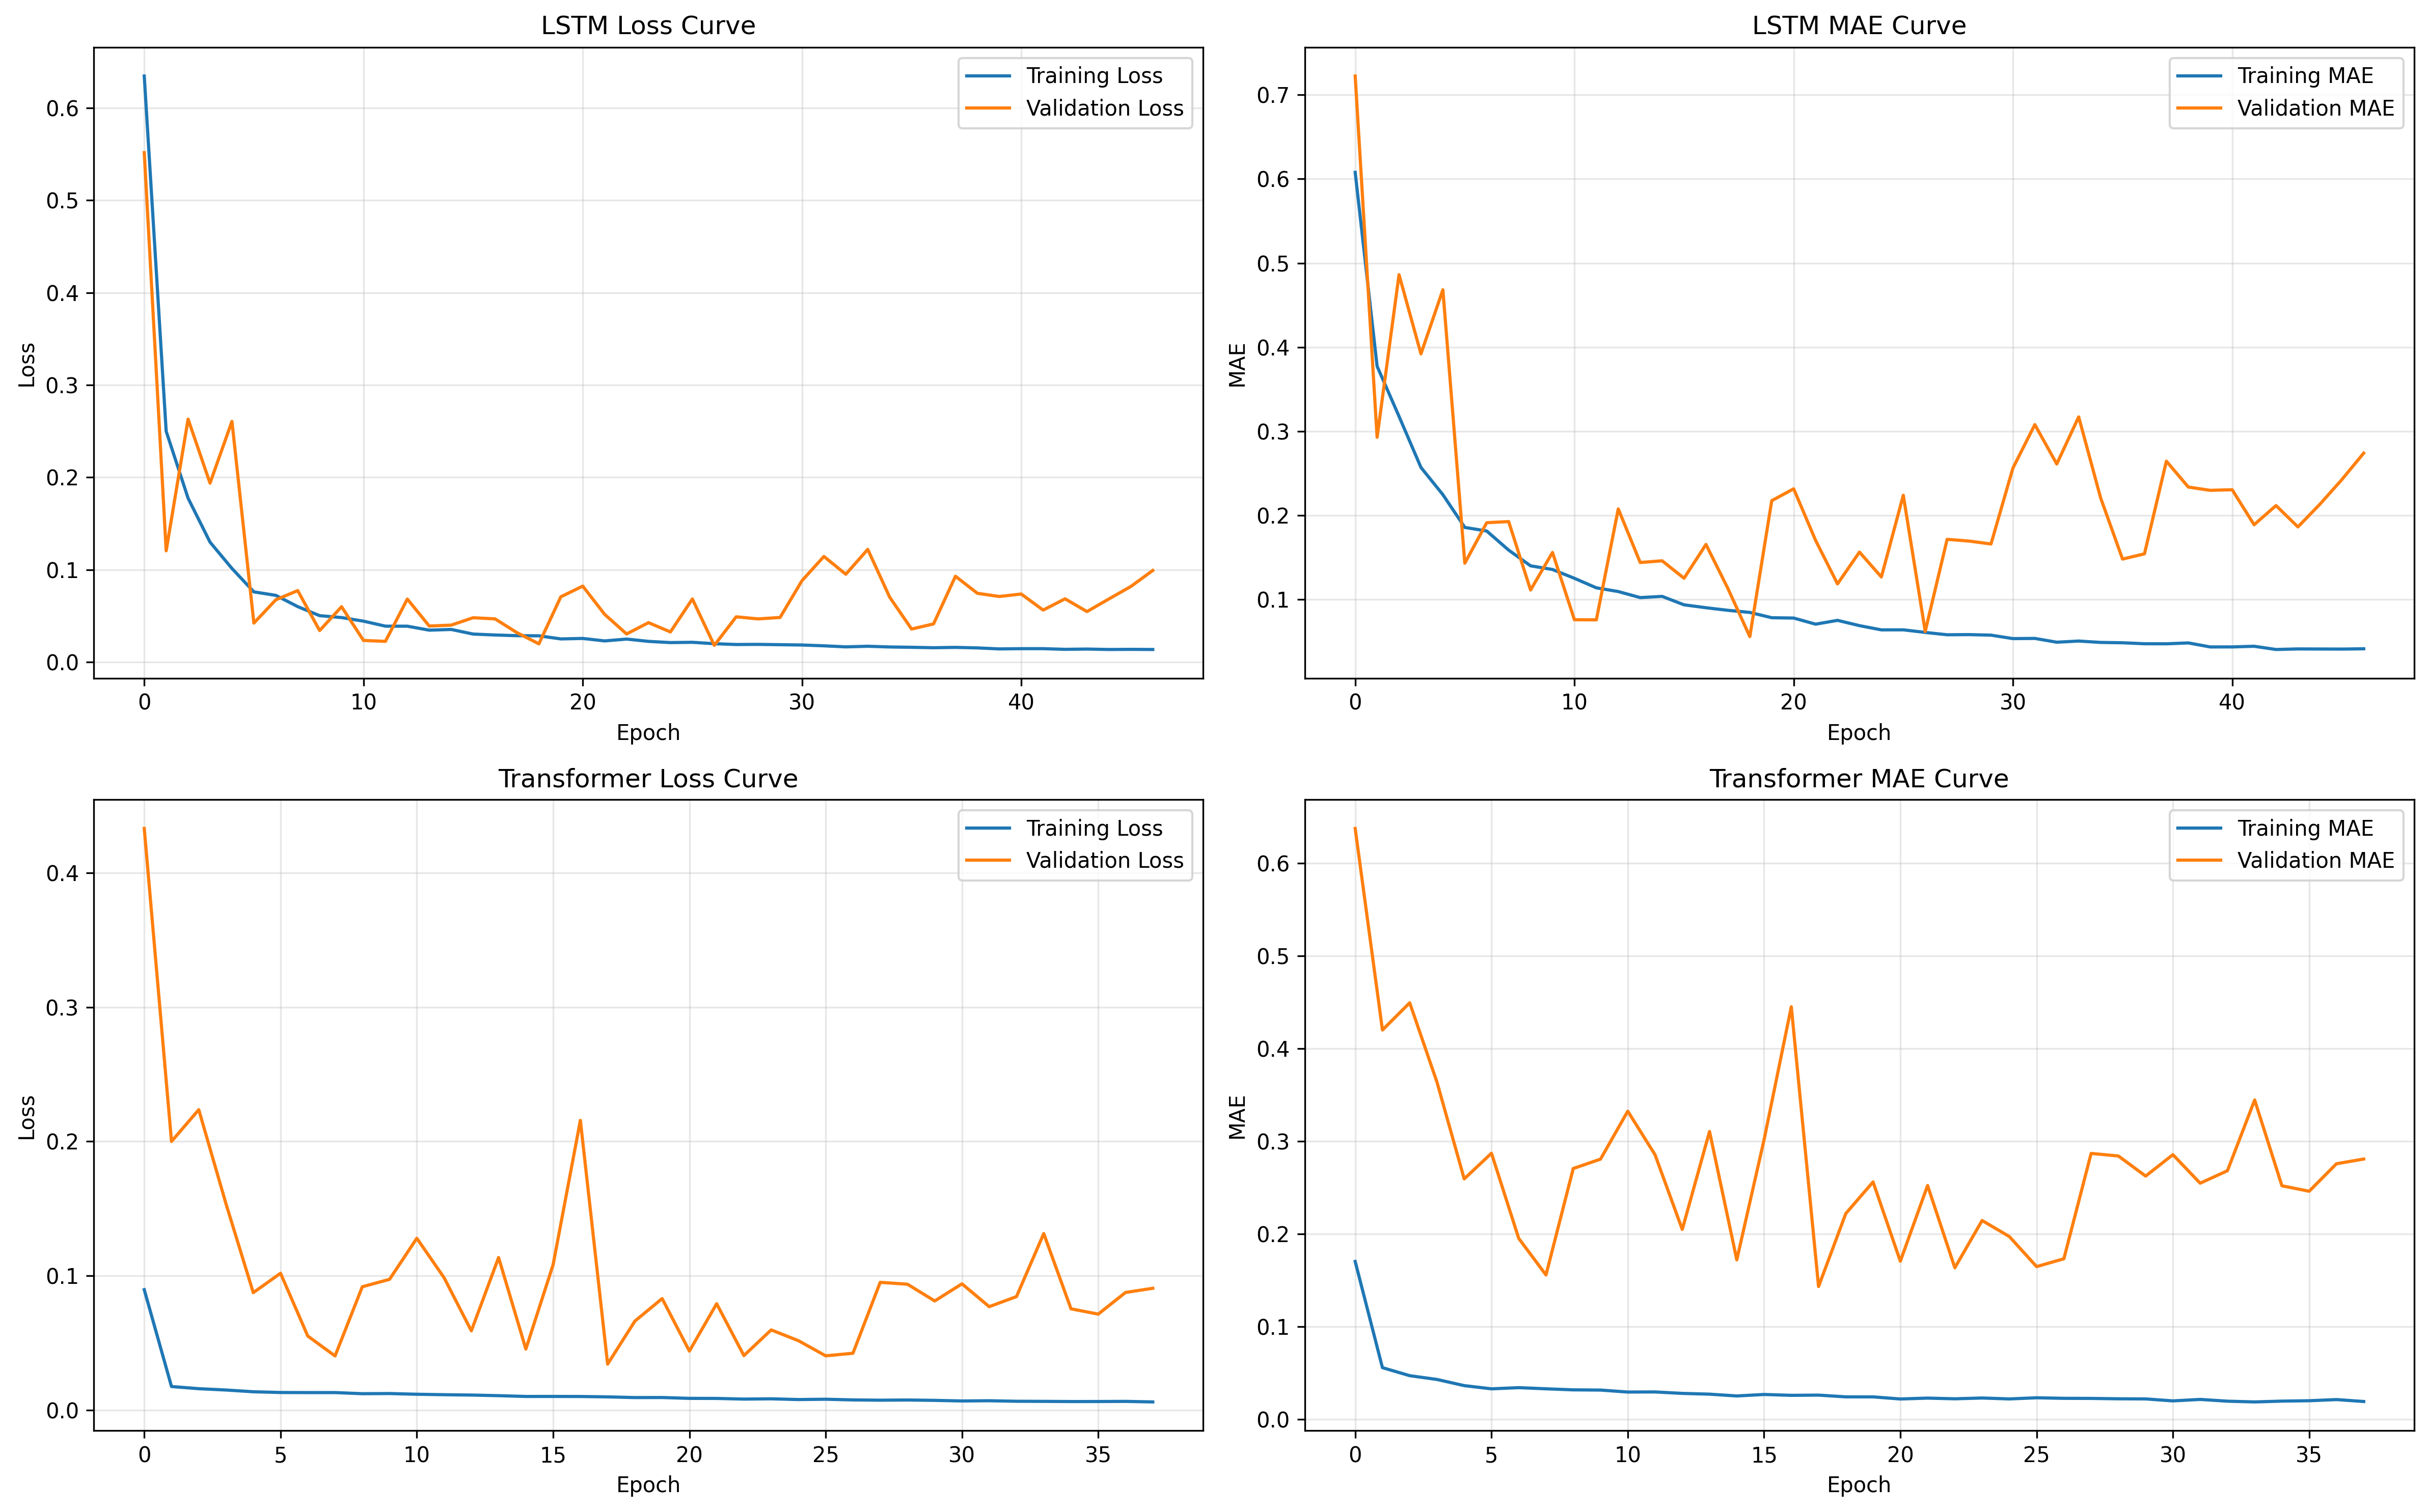 LSTM Loss Curve
Training Loss
Validation Loss
0.6
0.5
0.4
0.3
0.2
0.1
0.0
Loss
0 10 20 30 40
Epoch
LSTM MAE Curve
Training MAE
Validation MAE
0.7
0.6
0.5
0.4
0.3
0.2
0.1
MAE
0 10 20 30 40
Epoch
Transformer Loss Curve
Training Loss
Validation Loss
0.4
0.3
0.2
0.1
0.0
Loss
0 5 10 15 20 25 30 35
Epoch
Transformer MAE Curve
Training MAE
Validation MAE
0.6
0.5
0.4
0.3
0.2
0.1
0.0
MAE
0 5 10 15 20 25 30 35
Epoch